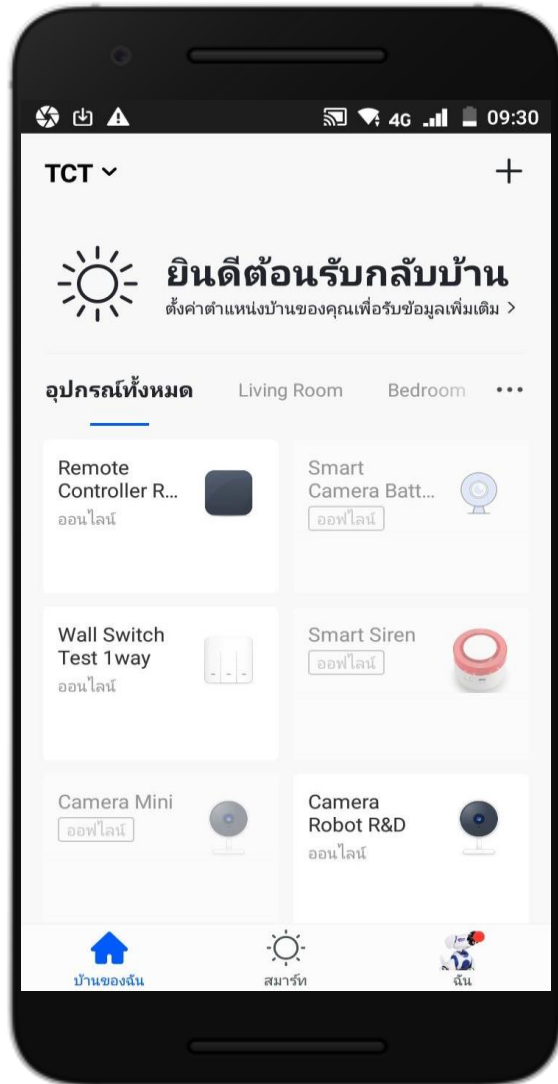 4G 09:30
TCT
ยินดีต้อนรับกลับบ้าน
ตั้งค่าตำแหน่งบ้านของคุณเพื่อรับข้อมูลเพิ่มเติม >
อุปกรณ์ทั้งหมด Living Room Bedroom ...
Remote
Controller R...
ออนไลน์
Smart
Camera Batt...
ออฟไลน์
Wall Switch
Test 1way
ออนไลน์
Smart Siren
ออฟไลน์
Camera Mini
ออฟไลน์
Camera
Robot R&D
ออนไลน์
บ้านของฉัน สมาร์ท ฉัน